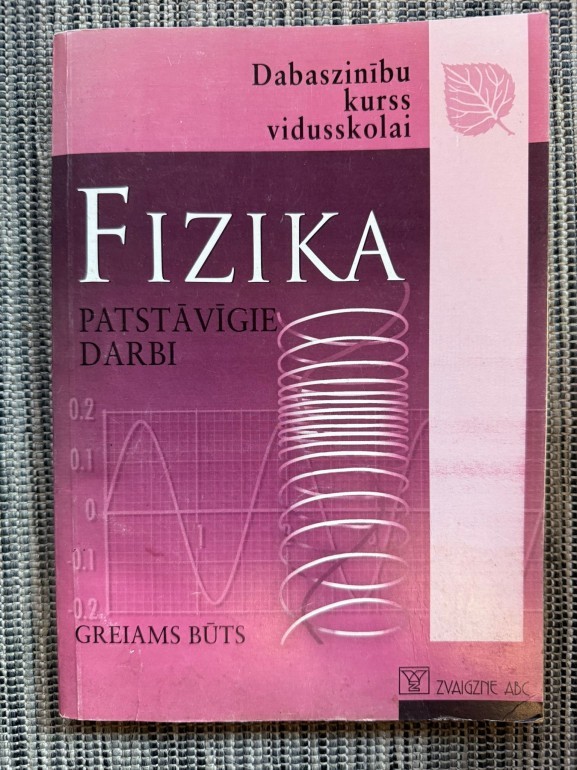 Dabaszinību
kurss
vidusskolai
FIZIKA
PATSTĀVĪGIE
DARBI
0.2
0.1
0
1
-0.1
-0.2
GREIAMS BŪTS
ZVAIGZNE ABC